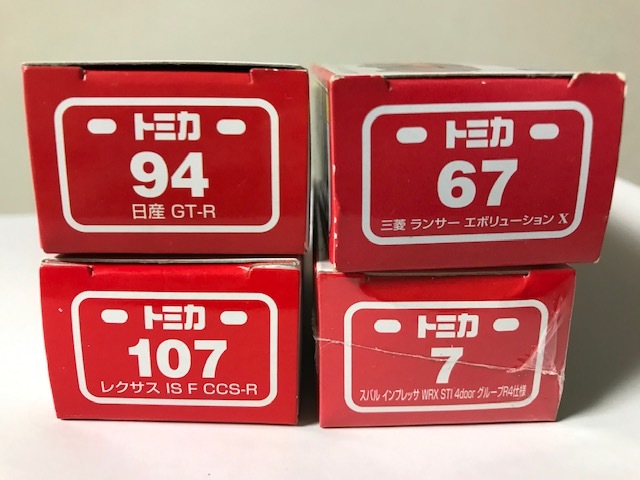 トミカ
94
日産 GT-R
トミカ
67
三菱 ランサー エボリューション X
トミカ
107
レクサス IS F CCS-R
トミカ
7
スバル インプレッサ WRX STI 4door グループR4仕様